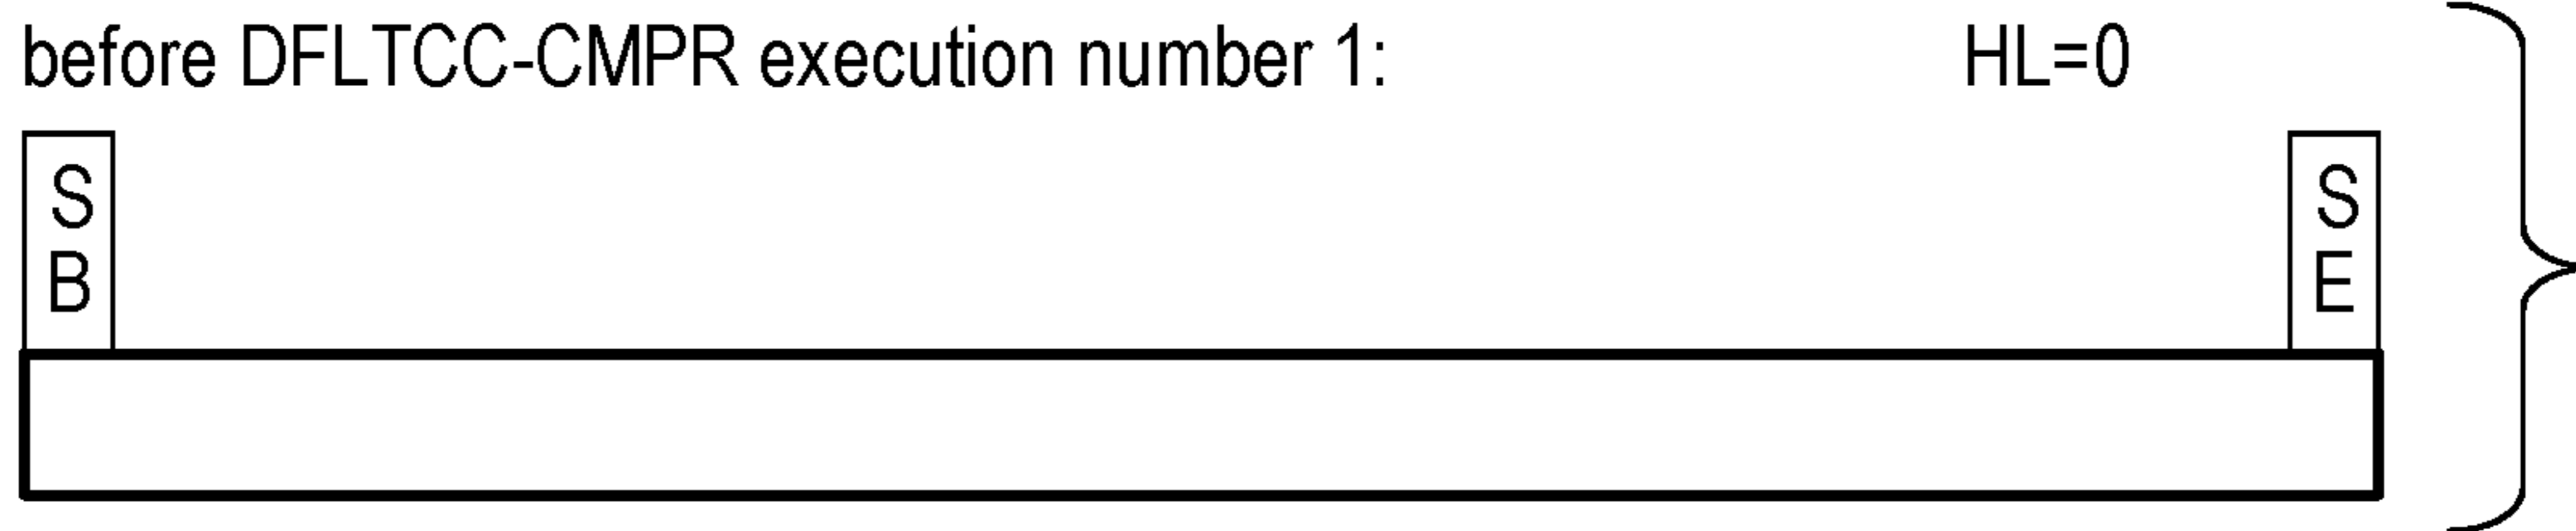 before DFLTCC-CMPR execution number 1: HL=0
S S
B E